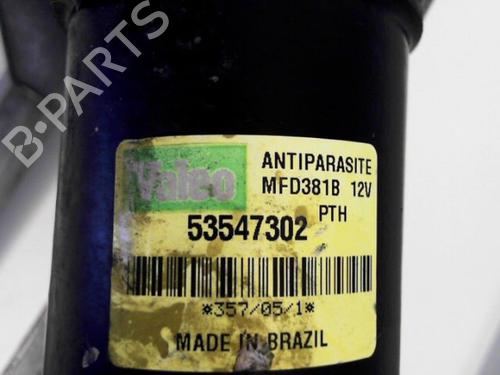 B-PARTS
Valeo
ANTIPARASITE
MFD381B 12V
PTH
53547302
*357/05/1*
MADE IN BRAZIL